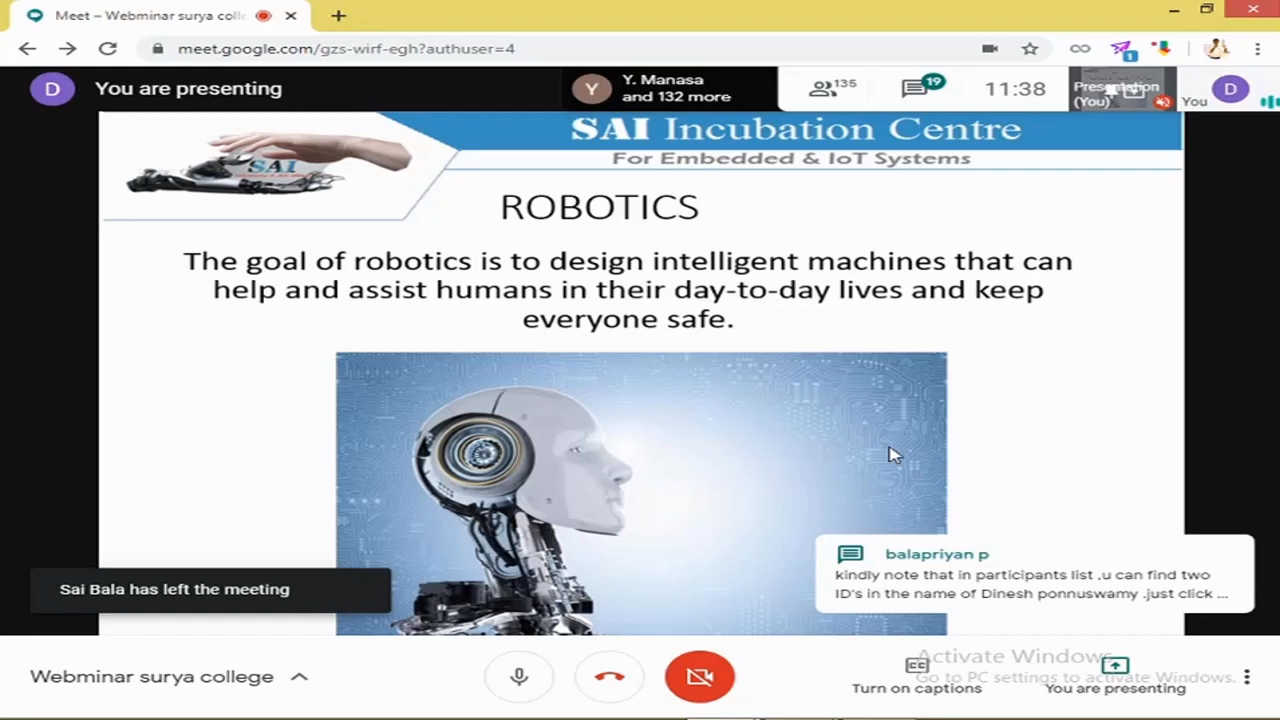 Meet – Webminar surya coll
meet.google.com/gzs-wirf-egh?authuser=4
1
D
You are presenting
Y
Y. Manasa
and 132 more
135
19
11:38
Presentation
(You)
You
D
SAI Incubation Centre
For Embedded & IoT Systems
SAI
ROBOTICS
The goal of robotics is to design intelligent machines that can
help and assist humans in their day-to-day lives and keep
everyone safe.
balapriyan p
kindly note that in participants list ,u can find two
ID's in the name of Dinesh ponnuswamy .just click ...
Sai Bala has left the meeting
Webminar surya college
CC
Turn on captions
You are presenting
Activate Windows
Go to PC settings to activate Windows.